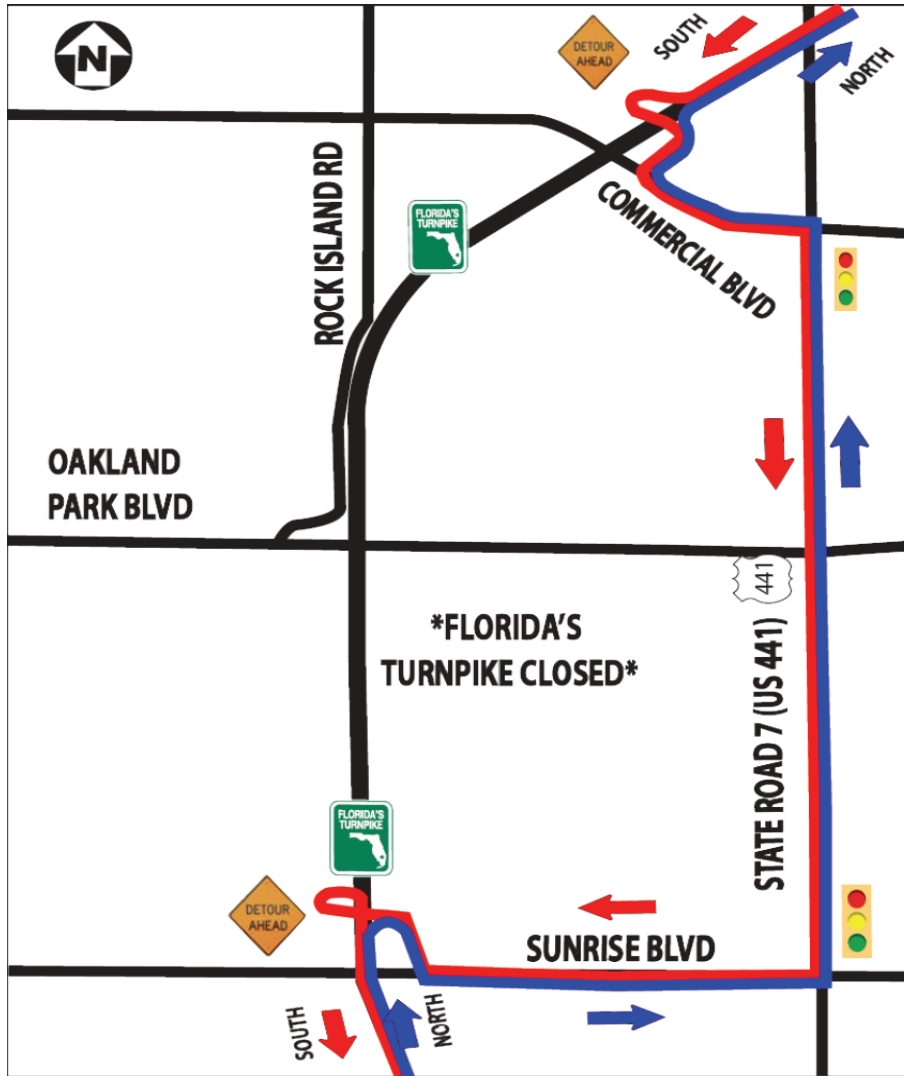 N
DETOUR
AHEAD
SOUTH
NORTH
ROCK ISLAND RD
FLORIDA'S
TURNPIKE
COMMERCIAL BLVD
OAKLAND
PARK BLVD
441
*FLORIDA'S
TURNPIKE CLOSED*
STATE ROAD 7 (US 441)
FLORIDA'S
TURNPIKE
DETOUR
AHEAD
SUNRISE BLVD
SOUTH
NORTH